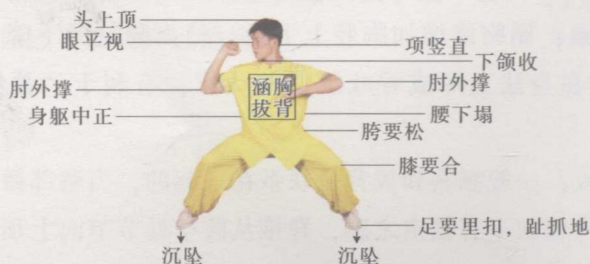 头上顶
眼平视
项竖直
下颌收
肘外撑
肘外撑
涵胸
拔背
身躯中正
腰下塌
胯要松
膝要合
足要里扣，趾抓地
沉坠
沉坠